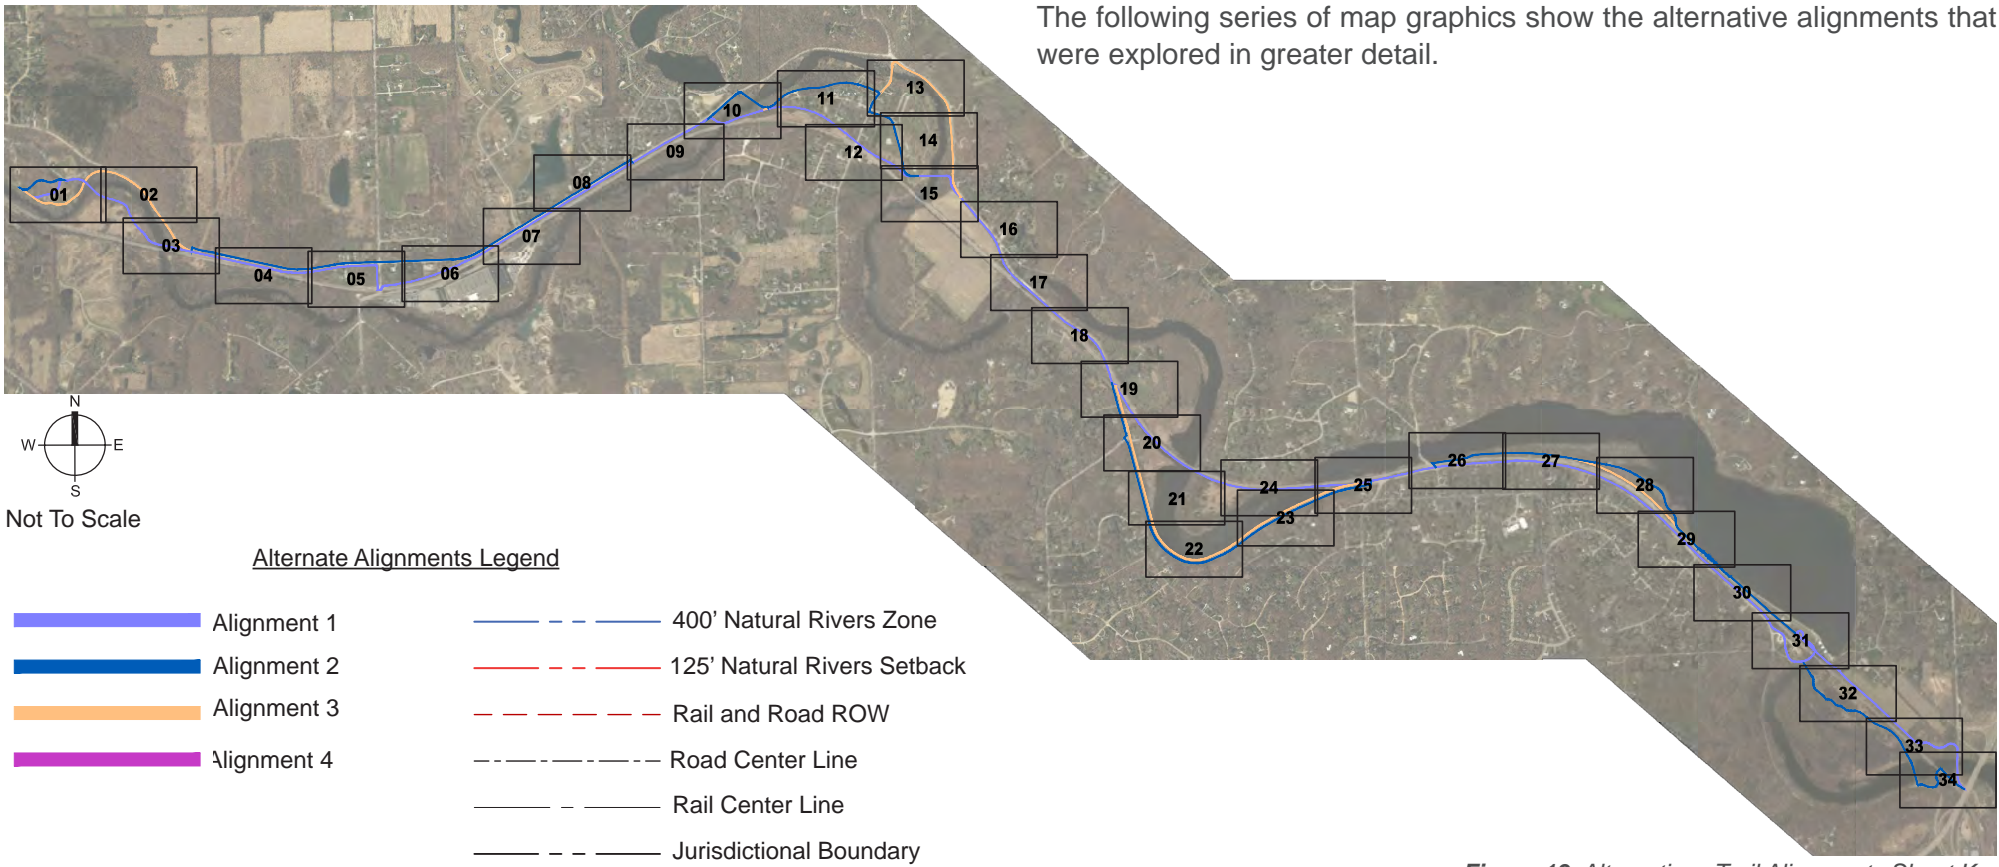 The following series of map graphics show the alternative alignments that
were explored in greater detail.
01
02
03
04
05
06
07
08
09
10
11
12
13
14
15
16
17
18
19
20
21
22
23
24
25
26
27
28
29
30
31
32
33
34
N
W E
S
Not To Scale
Alternate Alignments Legend
Alignment 1
Alignment 2
Alignment 3
Alignment 4
400’ Natural Rivers Zone
125’ Natural Rivers Setback
Rail and Road ROW
Road Center Line
Rail Center Line
Jurisdictional Boundary